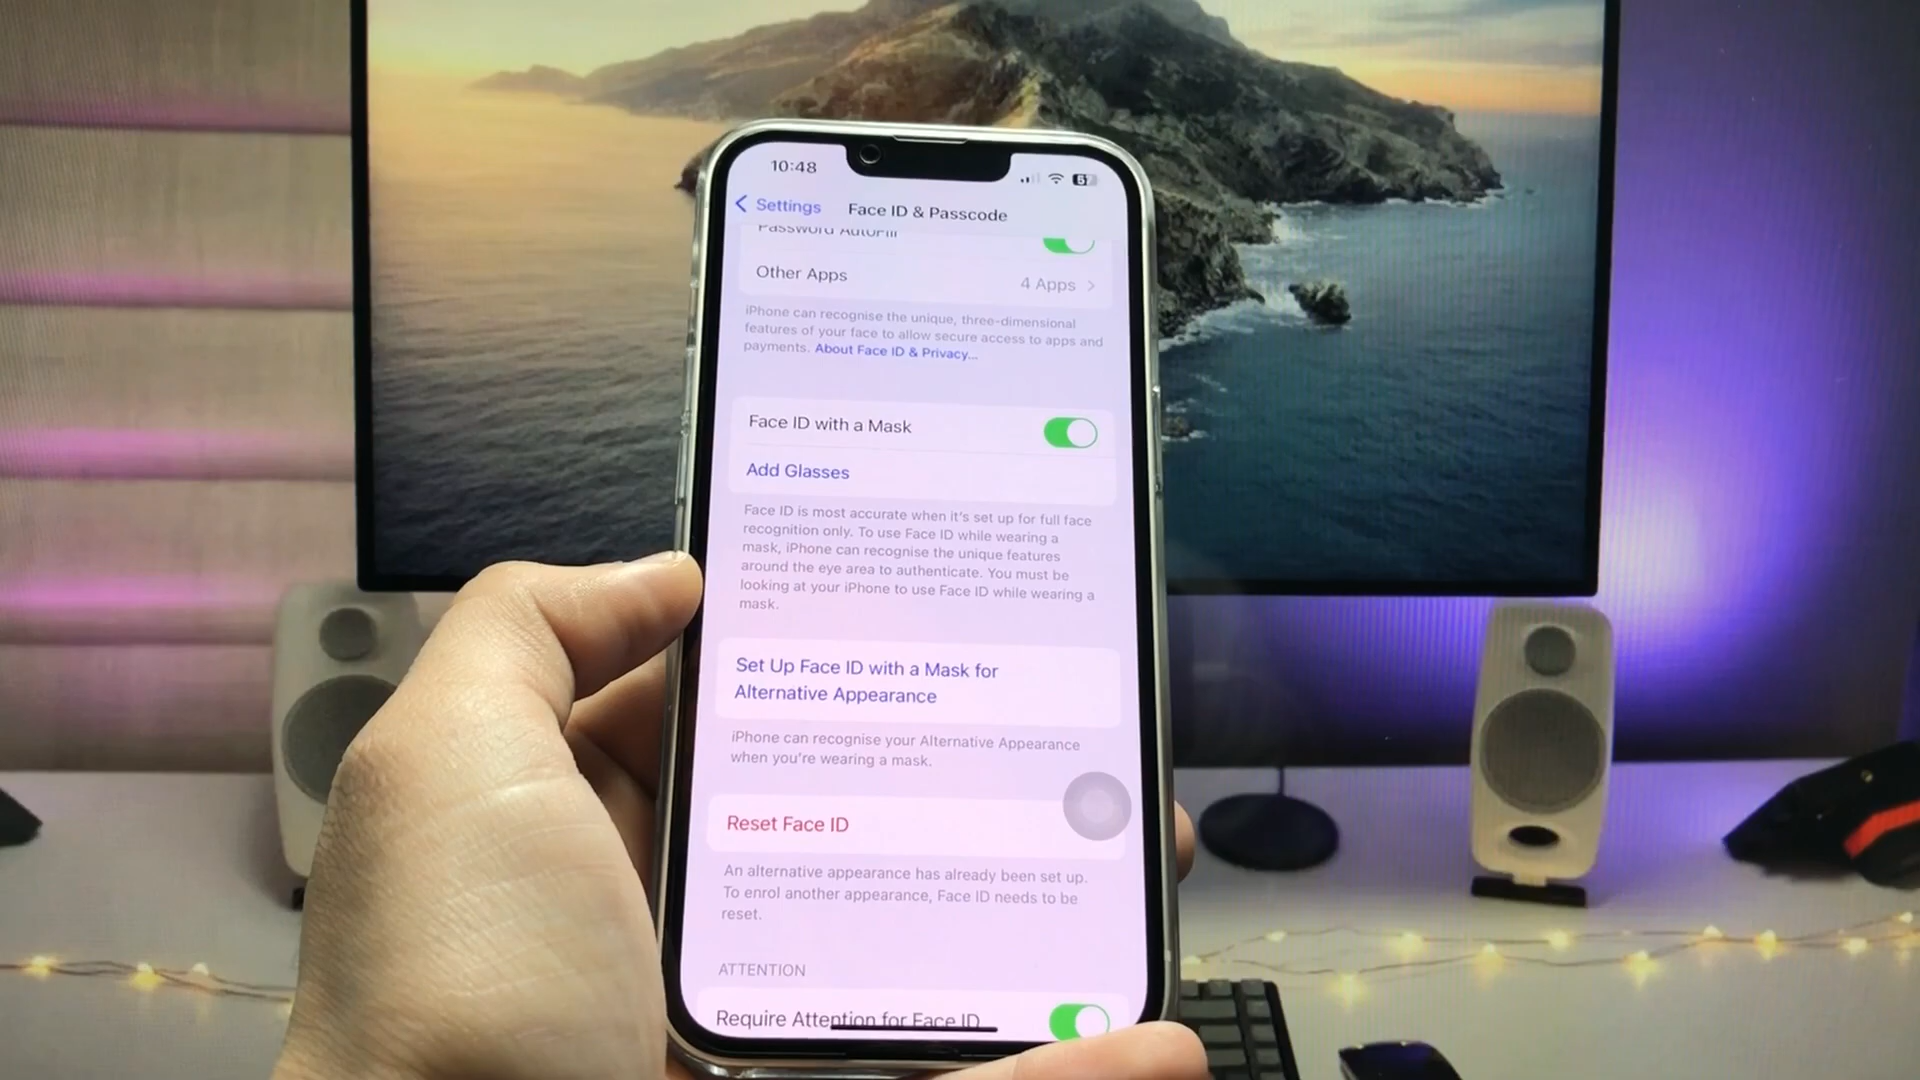 10:48
57
Settings
Face ID & Passcode
Password AutoFill
Other Apps
4 Apps
iPhone can recognise the unique, three-dimensional
features of your face to allow secure access to apps and
payments. About Face ID & Privacy...
Face ID with a Mask
Add Glasses
Face ID is most accurate when it's set up for full face
recognition only. To use Face ID while wearing a
mask, iPhone can recognise the unique features
around the eye area to authenticate. You must be
looking at your iPhone to use Face ID while wearing a
mask.
Set Up Face ID with a Mask for
Alternative Appearance
iPhone can recognise your Alternative Appearance
when you're wearing a mask.
Reset Face ID
An alternative appearance has already been set up.
To enrol another appearance, Face ID needs to be
reset.
ATTENTION
Require Attention for Face ID